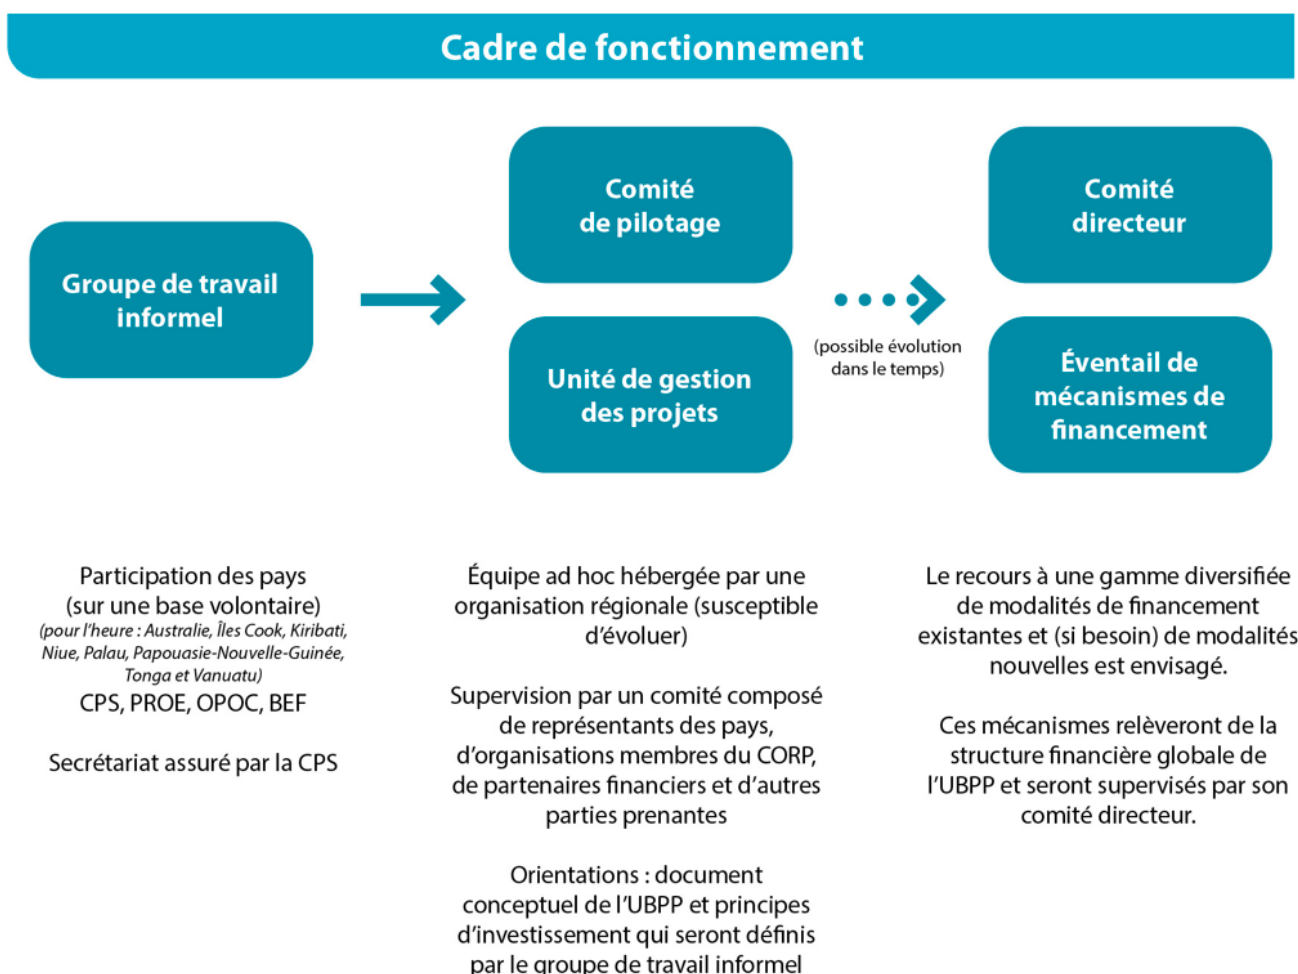 Cadre de fonctionnement
Groupe de travail
informel
Comité
de pilotage
Unité de gestion
des projets
(possible évolution
dans le temps)
Comité
directeur
Éventail de
mécanismes de
financement
Participation des pays
(sur une base volontaire)
(pour l'heure : Australie, Îles Cook, Kiribati,
Niue, Palau, Papouasie-Nouvelle-Guinée,
Tonga et Vanuatu)
CPS, PROE, OPOC, BEF
Secrétariat assuré par la CPS
Équipe ad hoc hébergée par une
organisation régionale (susceptible
d'évoluer)
Supervision par un comité composé
de représentants des pays,
d'organisations membres du CORP,
de partenaires financiers et d'autres
parties prenantes
Orientations : document
conceptuel de l'UBPP et principes
d'investissement qui seront définis
par le groupe de travail informel
Le recours à une gamme diversifiée
de modalités de financement
existantes et (si besoin) de modalités
nouvelles est envisagé.
Ces mécanismes relèveront de la
structure financière globale de
l'UBPP et seront supervisés par son
comité directeur.